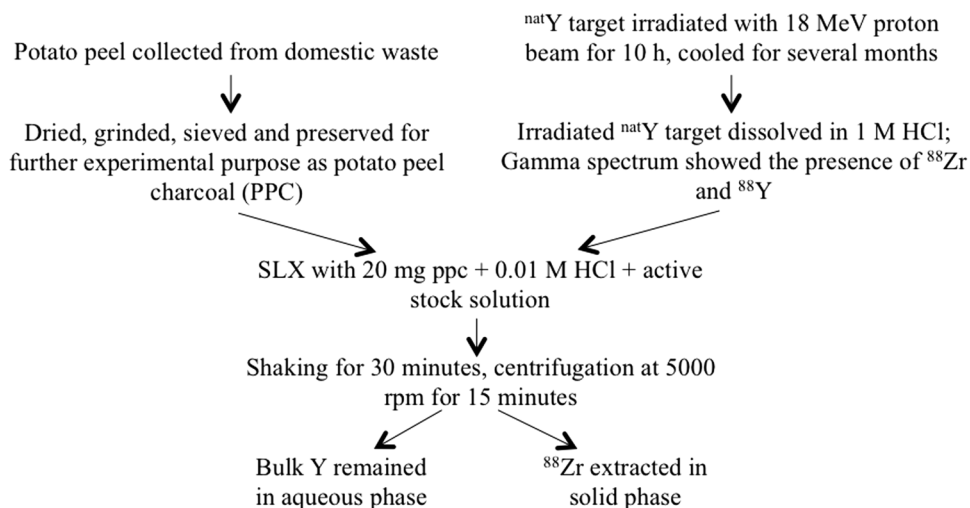 Potato peel collected from domestic waste
Dried, grinded, sieved and preserved for
further experimental purpose as potato peel
charcoal (PPC)
ⁿᵃᵗY target irradiated with 18 MeV proton
beam for 10 h, cooled for several months
Irradiated ⁿᵃᵗY target dissolved in 1 M HCl;
Gamma spectrum showed the presence of ⁸⁸Zr
and ⁸⁸Y
SLX with 20 mg ppc + 0.01 M HCl + active
stock solution
Shaking for 30 minutes, centrifugation at 5000
rpm for 15 minutes
Bulk Y remained
in aqueous phase
⁸⁸Zr extracted in
solid phase